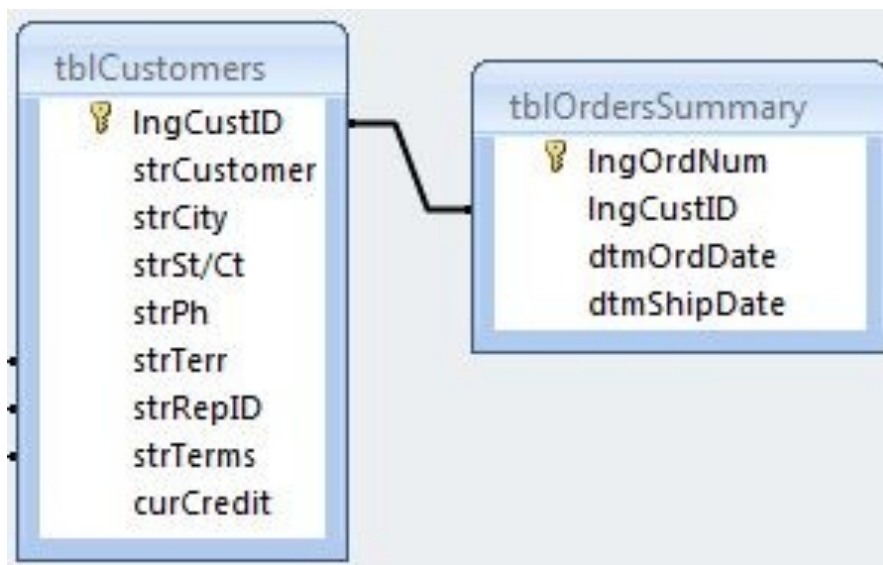 tblCustomers
lngCustID
strCustomer
strCity
strSt/Ct
strPh
strTerr
strRepID
strTerms
curCredit
tblOrdersSummary
lngOrdNum
lngCustID
dtmOrdDate
dtmShipDate